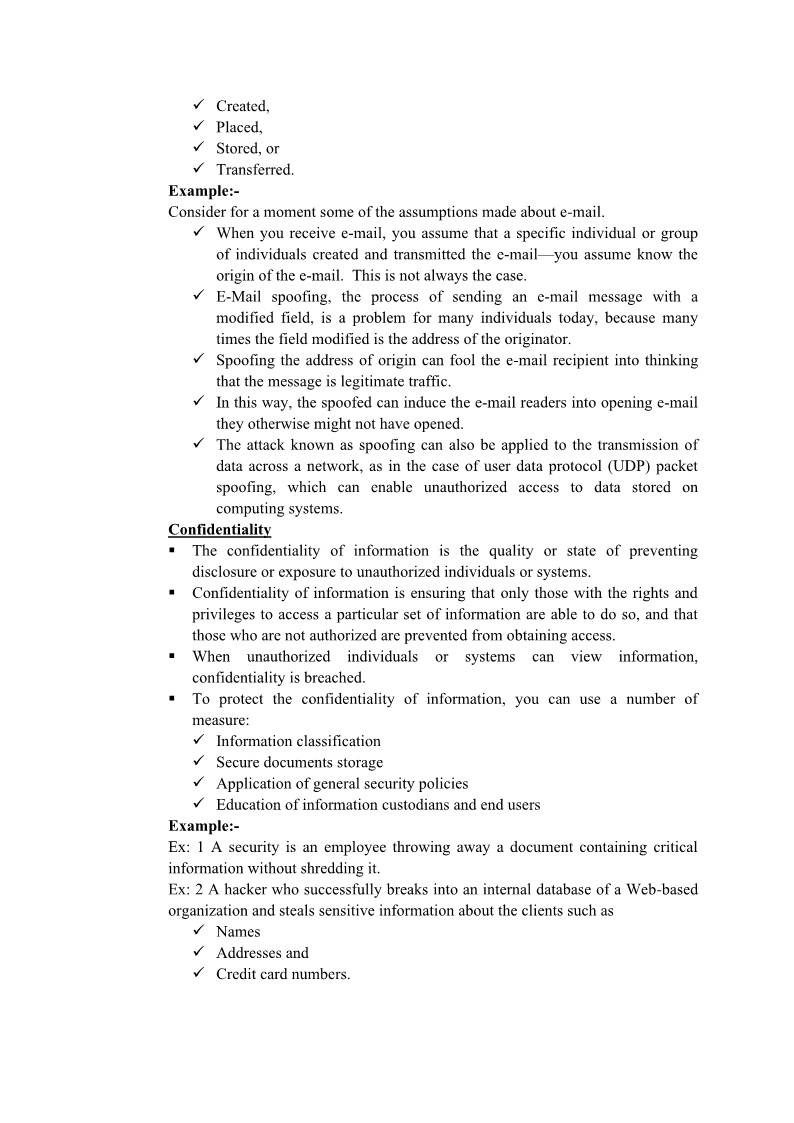 ✓ Created,
✓ Placed,
✓ Stored, or
✓ Transferred.
Example:-
Consider for a moment some of the assumptions made about e-mail.
✓ When you receive e-mail, you assume that a specific individual or group
of individuals created and transmitted the e-mail—you assume know the
origin of the e-mail. This is not always the case.
✓ E-Mail spoofing, the process of sending an e-mail message with a
modified field, is a problem for many individuals today, because many
times the field modified is the address of the originator.
✓ Spoofing the address of origin can fool the e-mail recipient into thinking
that the message is legitimate traffic.
✓ In this way, the spoofed can induce the e-mail readers into opening e-mail
they otherwise might not have opened.
✓ The attack known as spoofing can also be applied to the transmission of
data across a network, as in the case of user data protocol (UDP) packet
spoofing, which can enable unauthorized access to data stored on
computing systems.
Confidentiality
▪ The confidentiality of information is the quality or state of preventing
disclosure or exposure to unauthorized individuals or systems.
▪ Confidentiality of information is ensuring that only those with the rights and
privileges to access a particular set of information are able to do so, and that
those who are not authorized are prevented from obtaining access.
▪ When unauthorized individuals or systems can view information,
confidentiality is breached.
▪ To protect the confidentiality of information, you can use a number of
measure:
✓ Information classification
✓ Secure documents storage
✓ Application of general security policies
✓ Education of information custodians and end users
Example:-
Ex: 1 A security is an employee throwing away a document containing critical
information without shredding it.
Ex: 2 A hacker who successfully breaks into an internal database of a Web-based
organization and steals sensitive information about the clients such as
✓ Names
✓ Addresses and
✓ Credit card numbers.